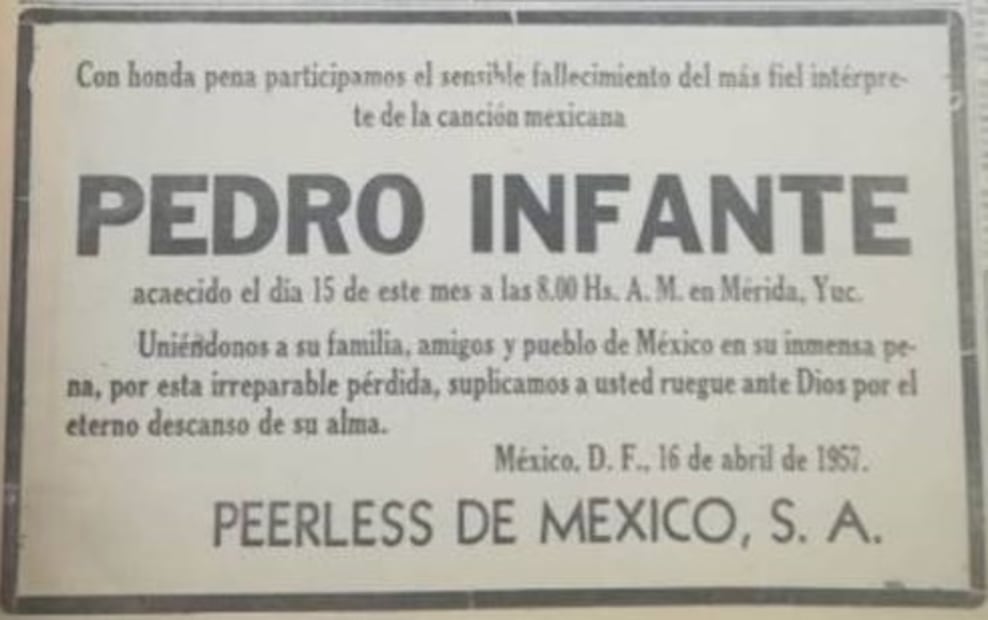 Con honda pena participamos el sensible fallecimiento del más fiel intérpre-
te de la canción mexicana
PEDRO INFANTE
acaecido el día 15 de este mes a las 8.00 Hs. A. M. en Mérida, Yuc.
Uniéndonos a su familia, amigos y pueblo de México en su inmensa pe-
na, por esta irreparable pérdida, suplicamos a usted ruegue ante Dios por el
eterno descanso de su alma.
México, D. F., 16 de abril de 1957.
PEERLESS DE MEXICO, S. A.